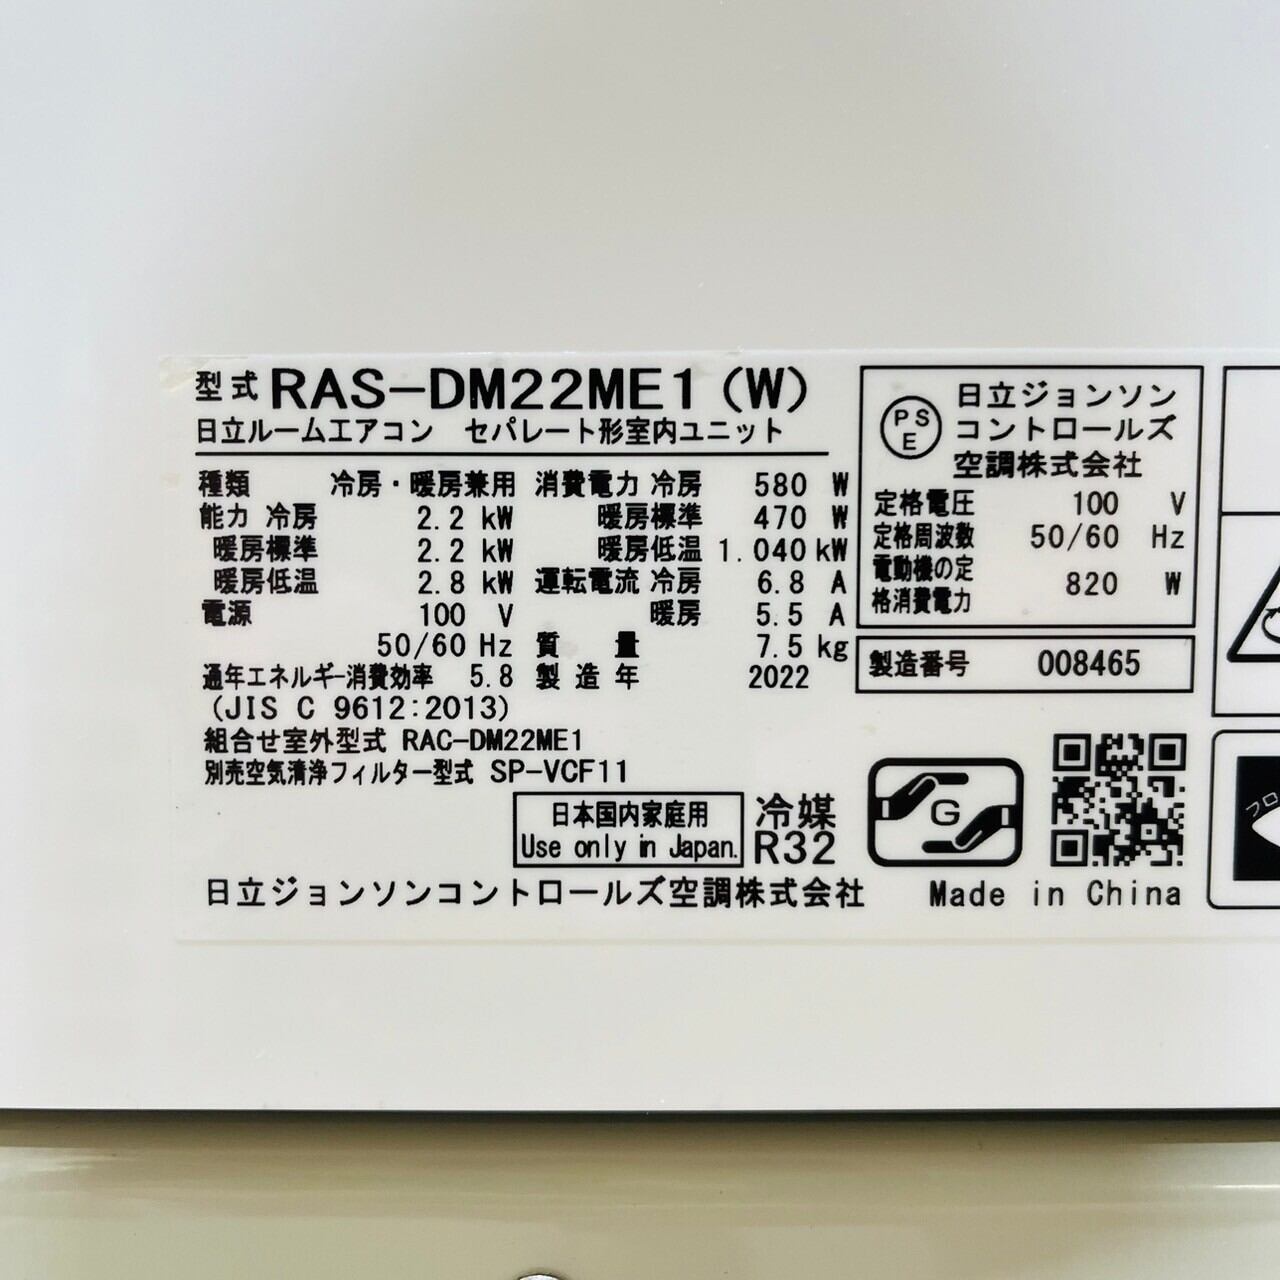 型式 RAS-DM22ME1(W)
日立ルームエアコン セパレート形室内ユニット
種類 冷房・暖房兼用
能力 冷房 2.2 kW
暖房標準 2.2 kW
暖房低温 2.8 kW
電源 100 V
50/60 Hz
通年エネルギー消費効率 5.8
(JIS C 9612:2013)
消費電力 冷房 580 W
暖房標準 470 W
暖房低温 1.040 kW
運転電流 冷房 6.8 A
暖房 5.5 A
質量 7.5 kg
製造年 2022
組合せ室外型式 RAC-DM22ME1
別売空気清浄フィルター型式 SP-VCF11
日本国内家庭用
Use only in Japan.
冷媒
R32
日立ジョンソンコントロールズ空調株式会社
PS
E
日立ジョンソン
コントロールズ
空調株式会社
定格電圧 100 V
定格周波数 50/60 Hz
電動機の定
格消費電力 820 W
製造番号 008465
G
Made in China
フロ